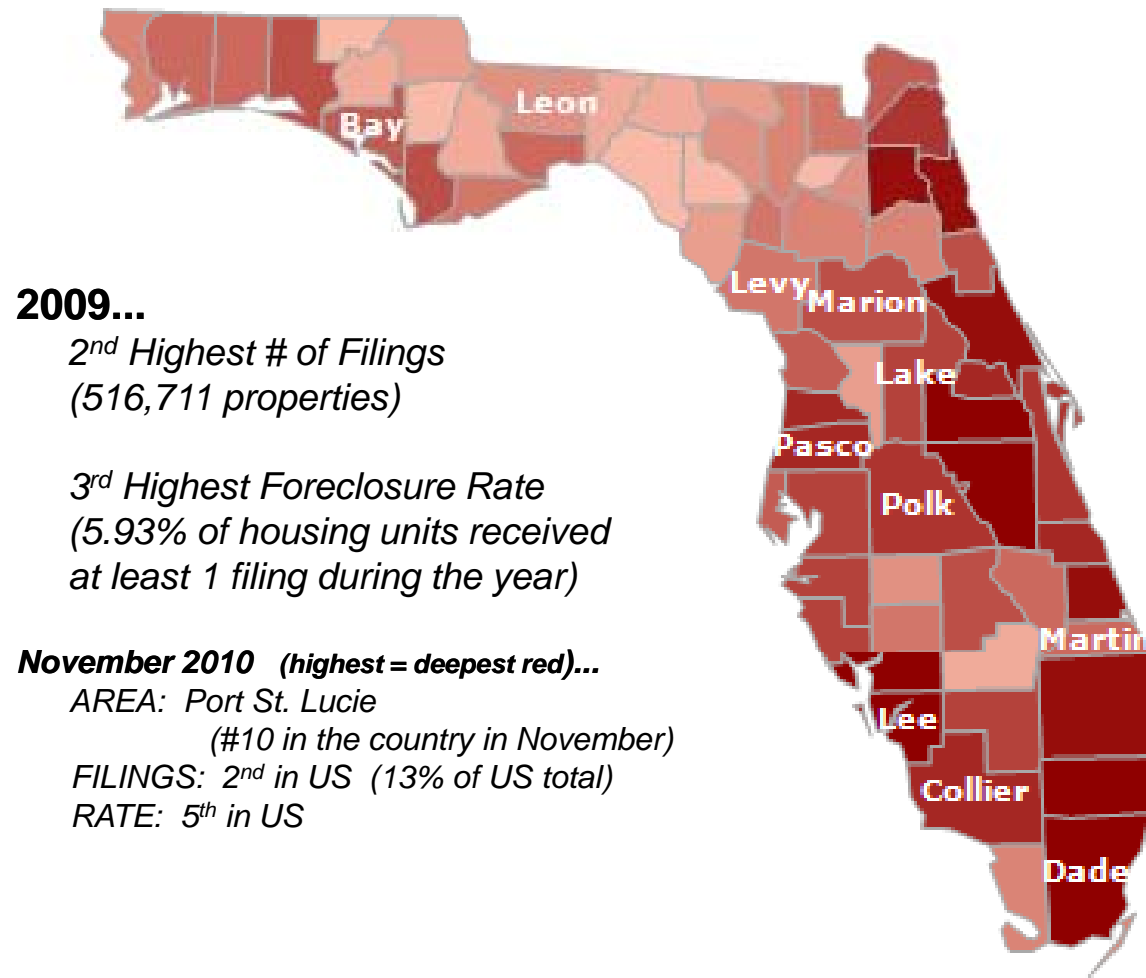 Leon
Bay
Levy
Marion
Lake
Pasco
Polk
Martin
Lee
Collier
Dade
2009...
2nd Highest # of Filings
(516,711 properties)
3rd Highest Foreclosure Rate
(5.93% of housing units received
at least 1 filing during the year)
November 2010 (highest = deepest red)...
AREA: Port St. Lucie
(#10 in the country in November)
FILINGS: 2nd in US (13% of US total)
RATE: 5th in US